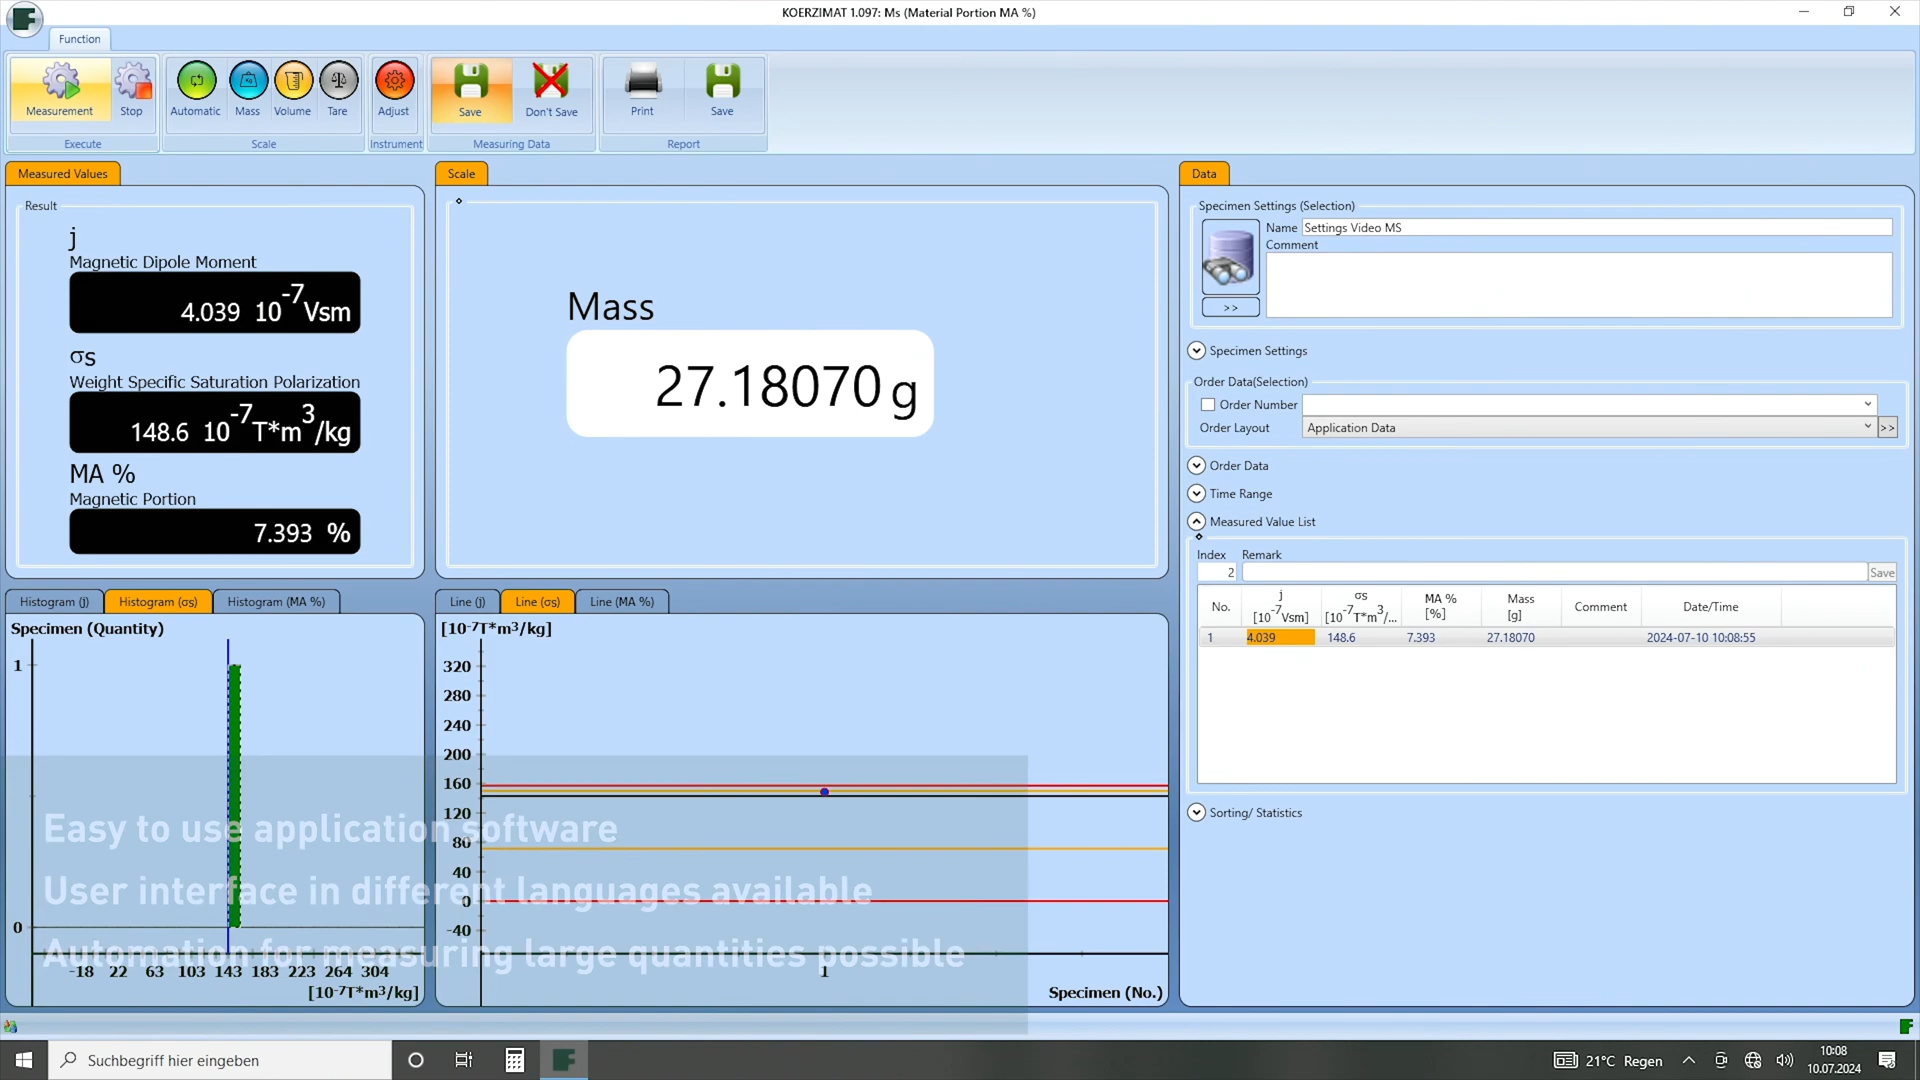 KOERZIMAT 1.097: Ms (Material Portion MA %)
Function
Measurement
Stop
Automatic
Mass
Volume
Tare
Adjust
Save
Don't Save
Print
Save
Execute
Scale
Instrument
Measuring Data
Report
Measured Values
Result
j
Magnetic Dipole Moment
4.039 10⁻⁷Vsm
σs
Weight Specific Saturation Polarization
148.6 10⁻⁷T*m³/kg
MA %
Magnetic Portion
7.393 %
Scale
Mass
27.18070 g
Data
Specimen Settings (Selection)
Name Settings Video MS
Comment
>>
Specimen Settings
Order Data(Selection)
Order Number
Order Layout Application Data >>
Order Data
Time Range
Measured Value List
Index Remark
2 Save
No. j [10⁻⁷Vsm] σs [10⁻⁷T*m³/... MA % [%] Mass [g] Comment Date/Time
1 4.039 148.6 7.393 27.18070 2024-07-10 10:08:55
Sorting/ Statistics
Histogram (j) Histogram (σs) Histogram (MA %)
Specimen (Quantity)
1
0
-18 22 63 103 143 183 223 264 304
[10-7T*m3/kg]
Line (j) Line (σs) Line (MA %)
[10-7T*m3/kg]
320
280
240
200
160
120
80
40
0
-40
1
Specimen (No.)
Easy to use application software
User interface in different languages available
Automation for measuring large quantities possible
Suchbegriff hier eingeben
21°C Regen
10:08
10.07.2024